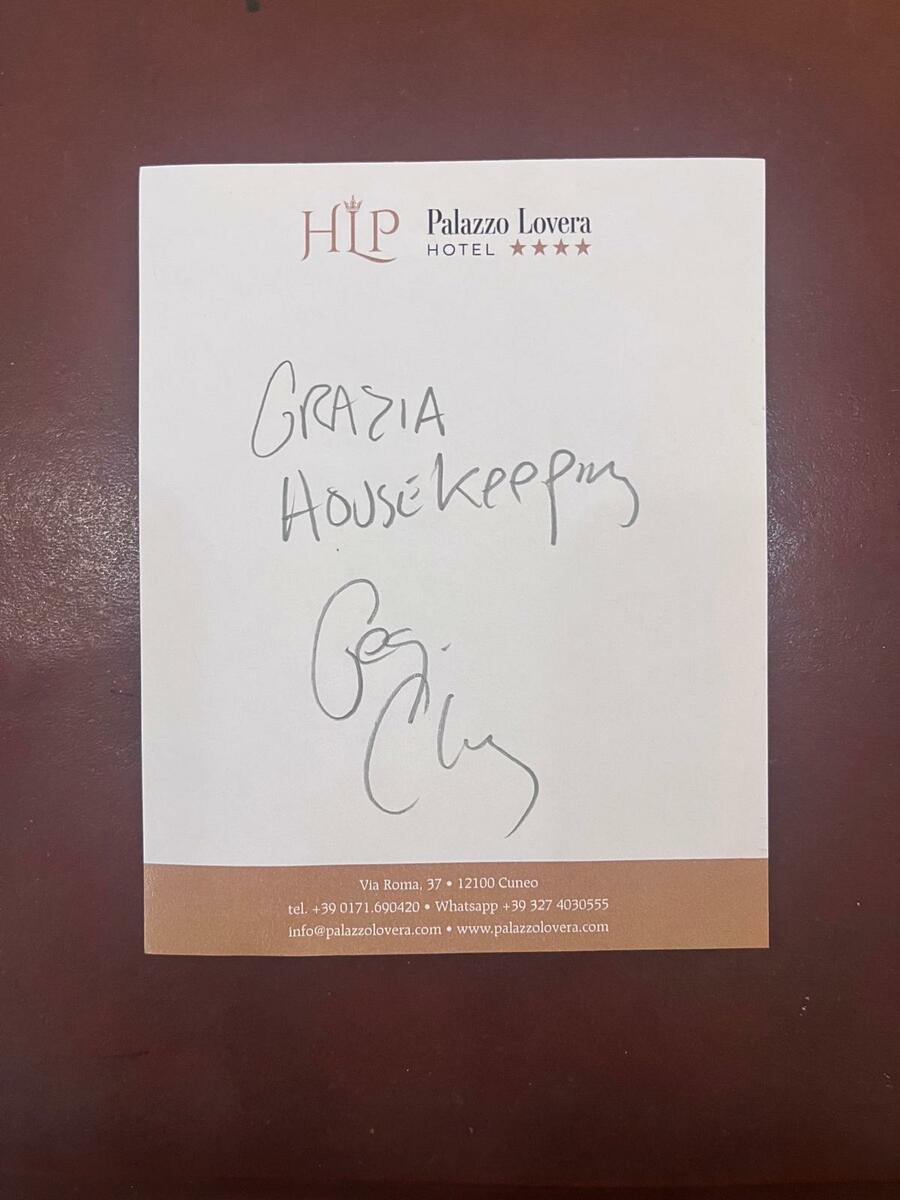 HLP Palazzo Lovera
HOTEL ★★★★
GRAZIA
HOUSEKEEPING
Via Roma, 37 • 12100 Cuneo
tel. +39 0171.690420 • Whatsapp +39 327 4030555
info@palazzolovera.com • www.palazzolovera.com